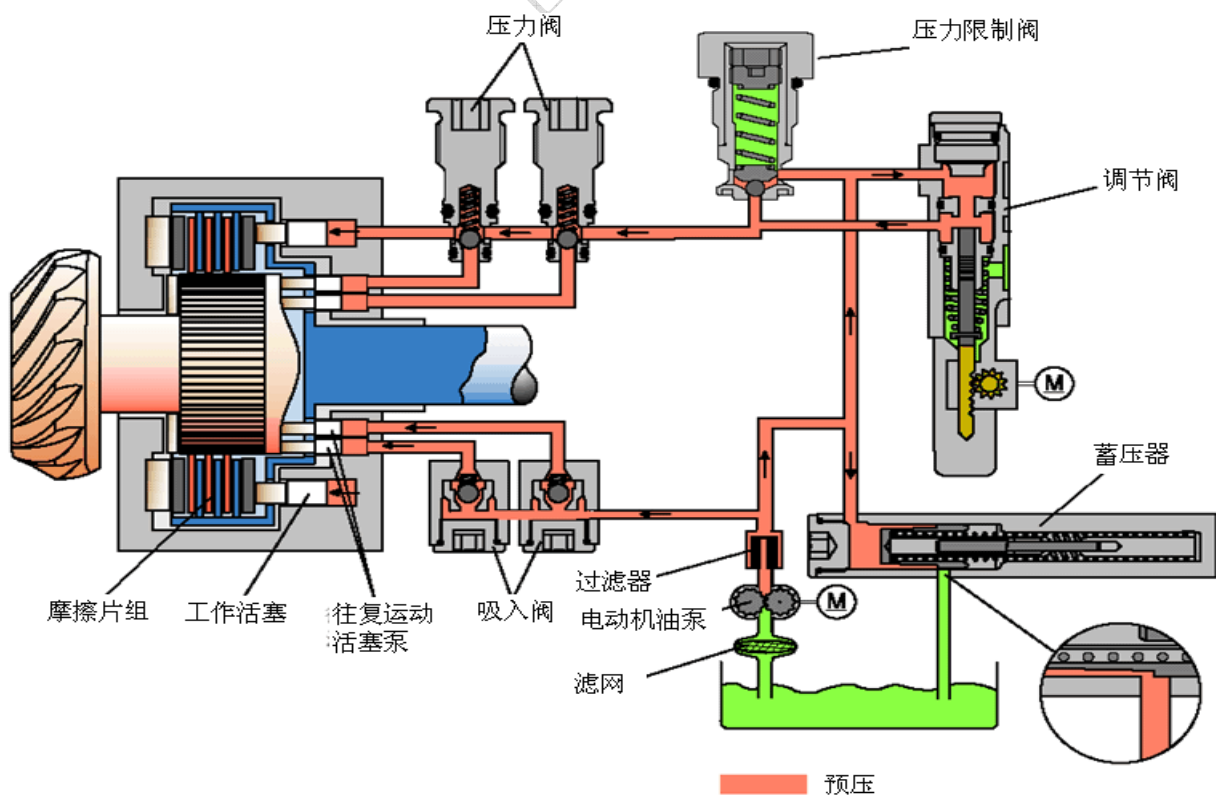 压力阀
压力限制阀
调节阀
M
蓄压器
摩擦片组
工作活塞
往复运动
活塞泵
吸入阀
过滤器
电动机油泵
M
滤网
预压